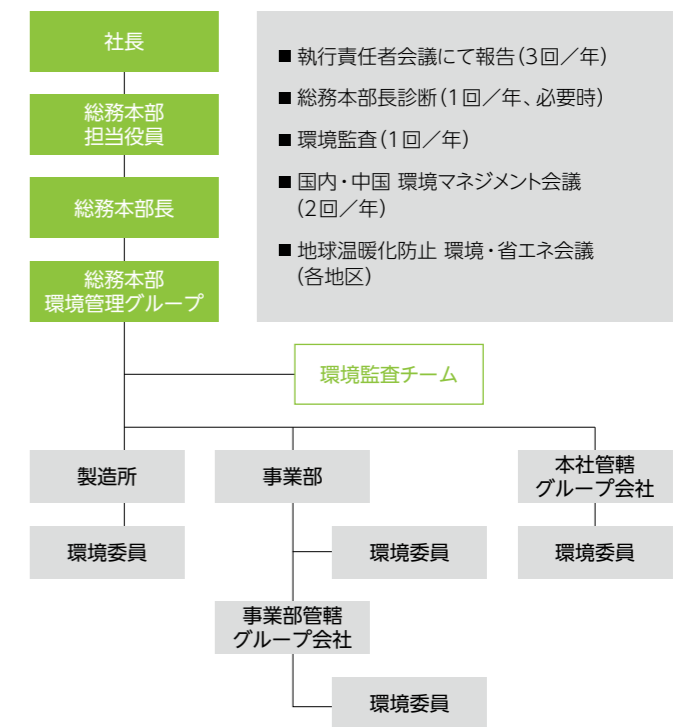 社長
総務本部
担当役員
総務本部長
総務本部
環境管理グループ
■ 執行責任者会議にて報告（3回／年）
■ 総務本部長診断（1回／年、必要時）
■ 環境監査（1回／年）
■ 国内・中国 環境マネジメント会議
（2回／年）
■ 地球温暖化防止 環境・省エネ会議
（各地区）
環境監査チーム
製造所
事業部
本社管轄
グループ会社
環境委員
環境委員
環境委員
事業部管轄
グループ会社
環境委員